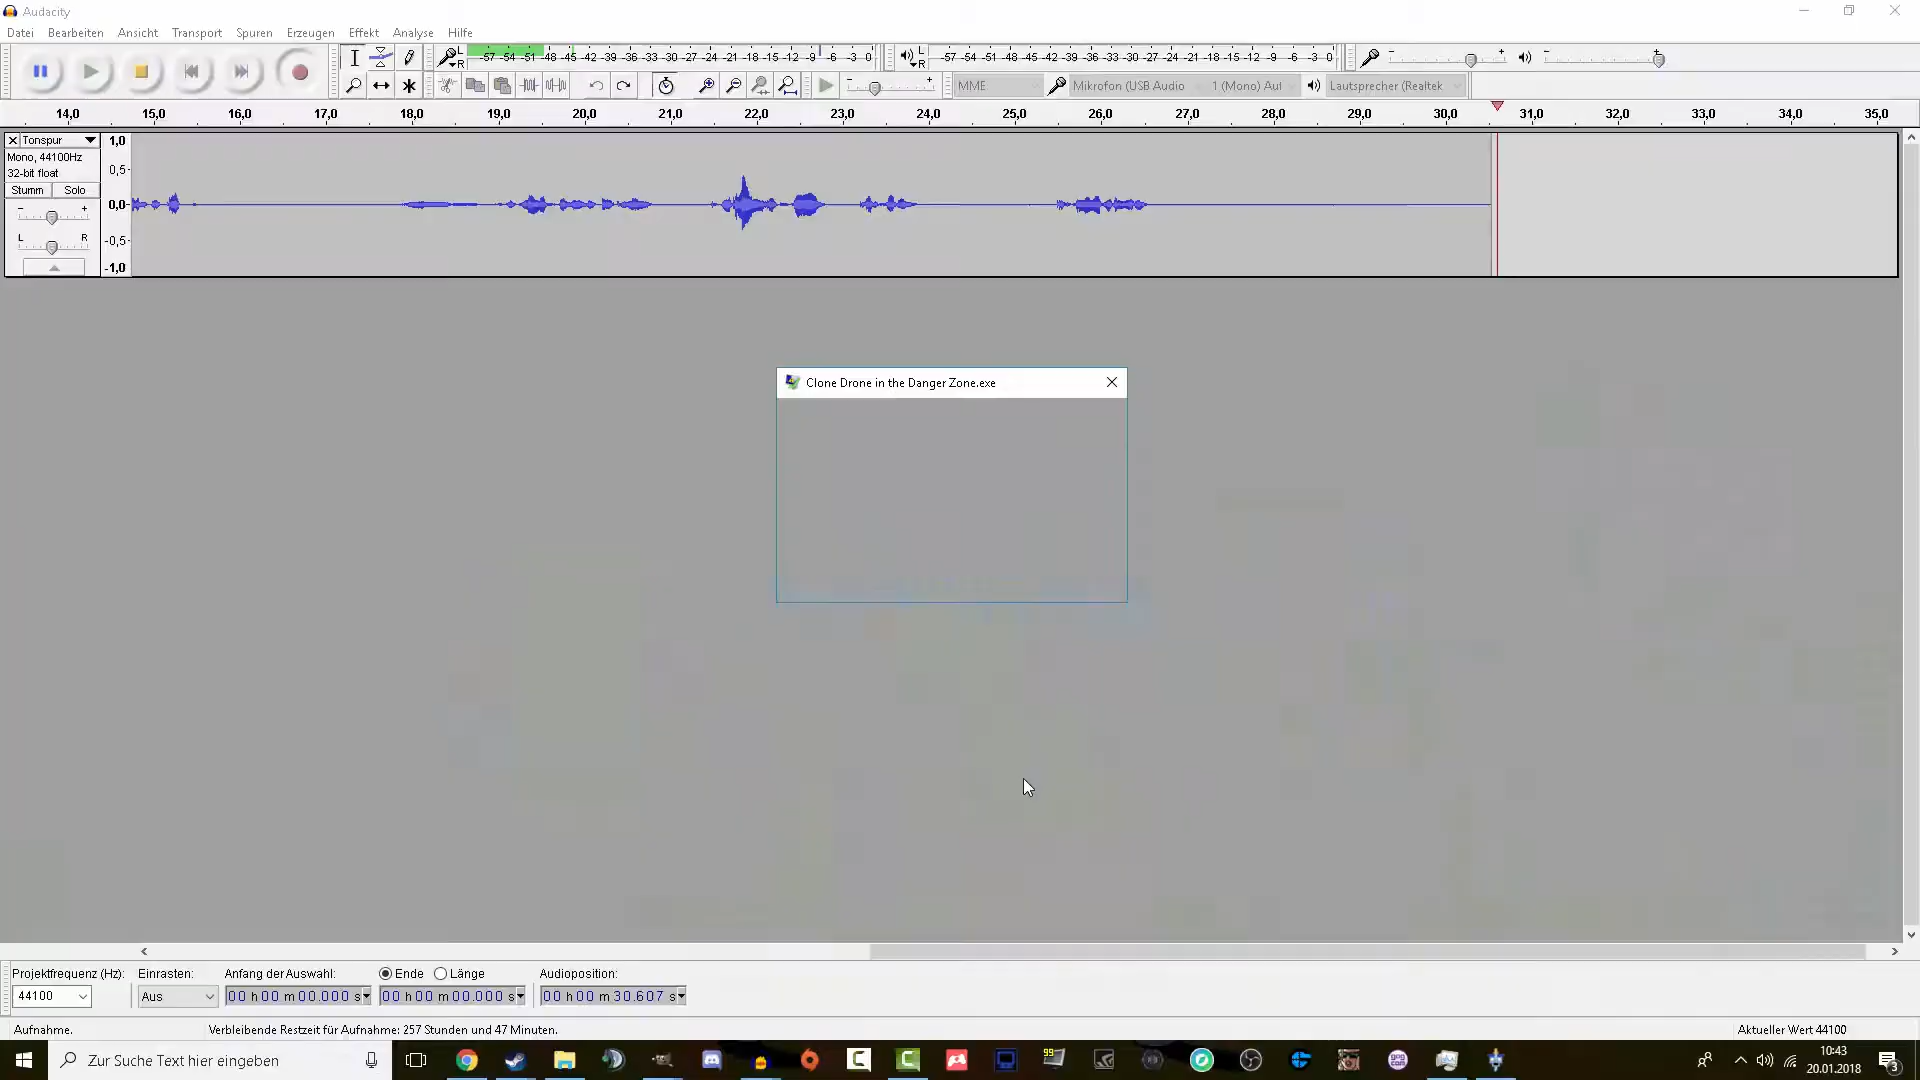 Audacity
Datei Bearbeiten Ansicht Transport Spuren Erzeugen Effekt Analyse Hilfe
L R -57 -54 -51 -48 -45 -42 -39 -36 -33 -30 -27 -24 -21 -18 -15 -12 -9 -6 -3 0
L R -57 -54 -51 -48 -45 -42 -39 -36 -33 -30 -27 -24 -21 -18 -15 -12 -9 -6 -3 0
MME Mikrofon (USB Audio 1 (Mono) Aut Lautsprecher (Realtek
14,0 15,0 16,0 17,0 18,0 19,0 20,0 21,0 22,0 23,0 24,0 25,0 26,0 27,0 28,0 29,0 30,0 31,0 32,0 33,0 34,0 35,0
Tonspur 1,0
Mono, 44100Hz
32-bit float 0,5
Stumm Solo
0,0
L R -0,5
-1,0
Clone Drone in the Danger Zone.exe
Projektfrequenz (Hz): Einrasten: Anfang der Auswahl: Ende Länge Audioposition:
44100 Aus 00 h 00 m 00.000 s 00 h 00 m 00.000 s 00 h 00 m 30.607 s
Aufnahme. Verbleibende Restzeit für Aufnahme: 257 Stunden und 47 Minuten. Aktueller Wert 44100
Zur Suche Text hier eingeben
99
10:43
20.01.2018
3